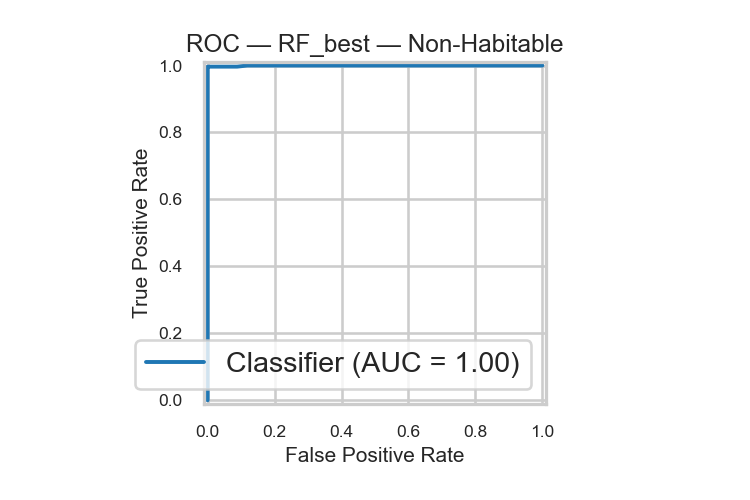 ROC — RF_best — Non-Habitable
1.0
0.8
0.6
0.4
0.2
0.0
True Positive Rate
Classifier (AUC = 1.00)
0.0 0.2 0.4 0.6 0.8 1.0
False Positive Rate